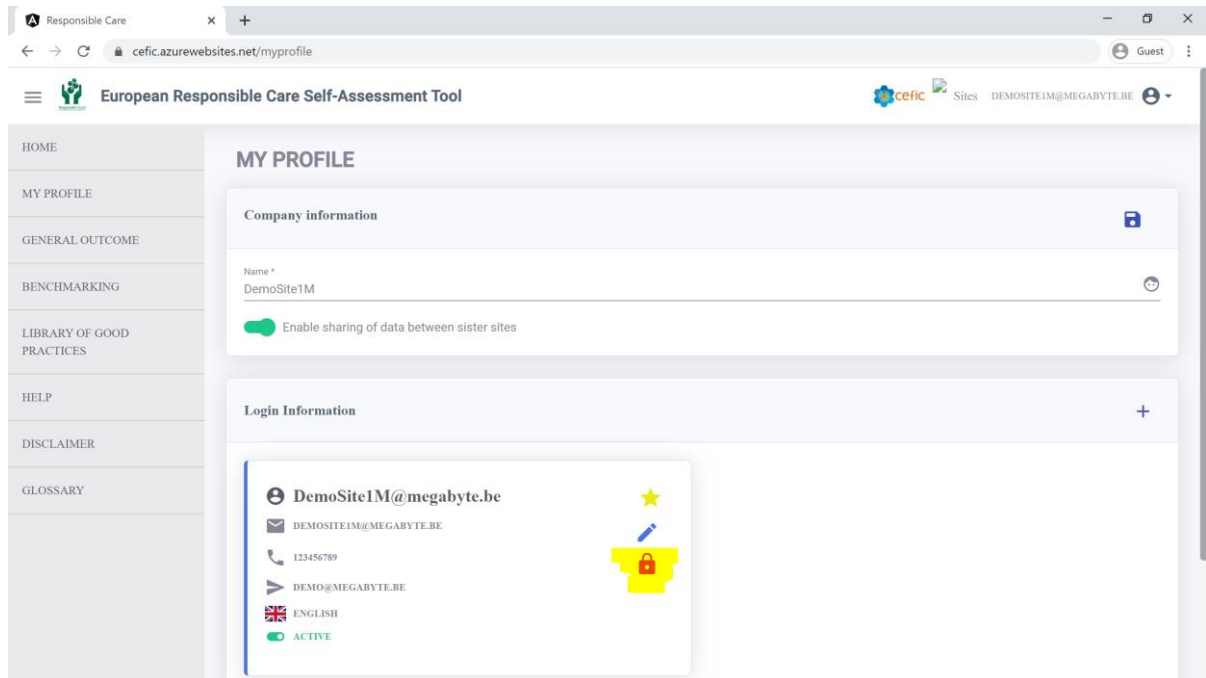 Responsible Care
cefic.azurewebsites.net/myprofile
Guest
European Responsible Care Self-Assessment Tool
cefic
Sites
DEMOSITE1M@MEGABYTE.BE
HOME
MY PROFILE
GENERAL OUTCOME
BENCHMARKING
LIBRARY OF GOOD
PRACTICES
HELP
DISCLAIMER
GLOSSARY
MY PROFILE
Company information
Name *
DemoSite1M
Enable sharing of data between sister sites
Login Information
DemoSite1M@megabyte.be
DEMOSITE1M@MEGABYTE.BE
123456789
DEMO@MEGABYTE.BE
ENGLISH
ACTIVE